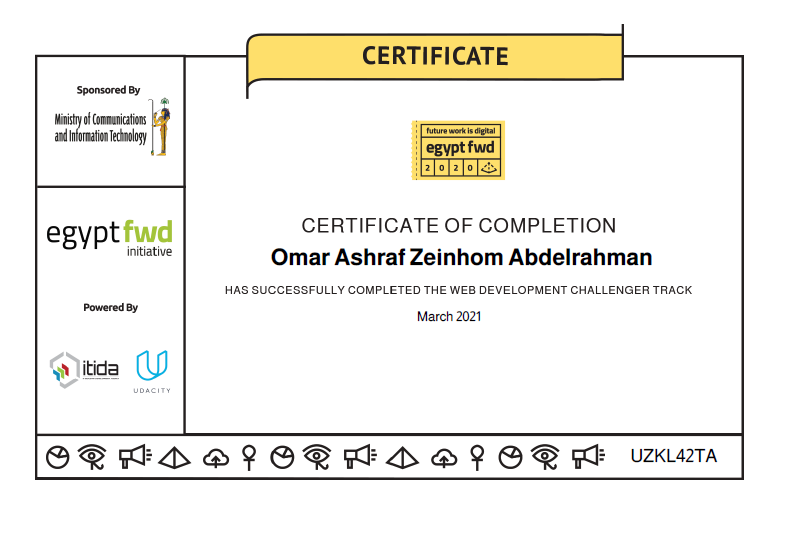 CERTIFICATE
Sponsored By
Ministry of Communications
and Information Technology
egypt fwd
initiative
Powered By
itida
UDACITY
future work is digital
egypt fwd
2 0 2 0
CERTIFICATE OF COMPLETION
Omar Ashraf Zeinhom Abdelrahman
HAS SUCCESSFULLY COMPLETED THE WEB DEVELOPMENT CHALLENGER TRACK
March 2021
UZKL42TA